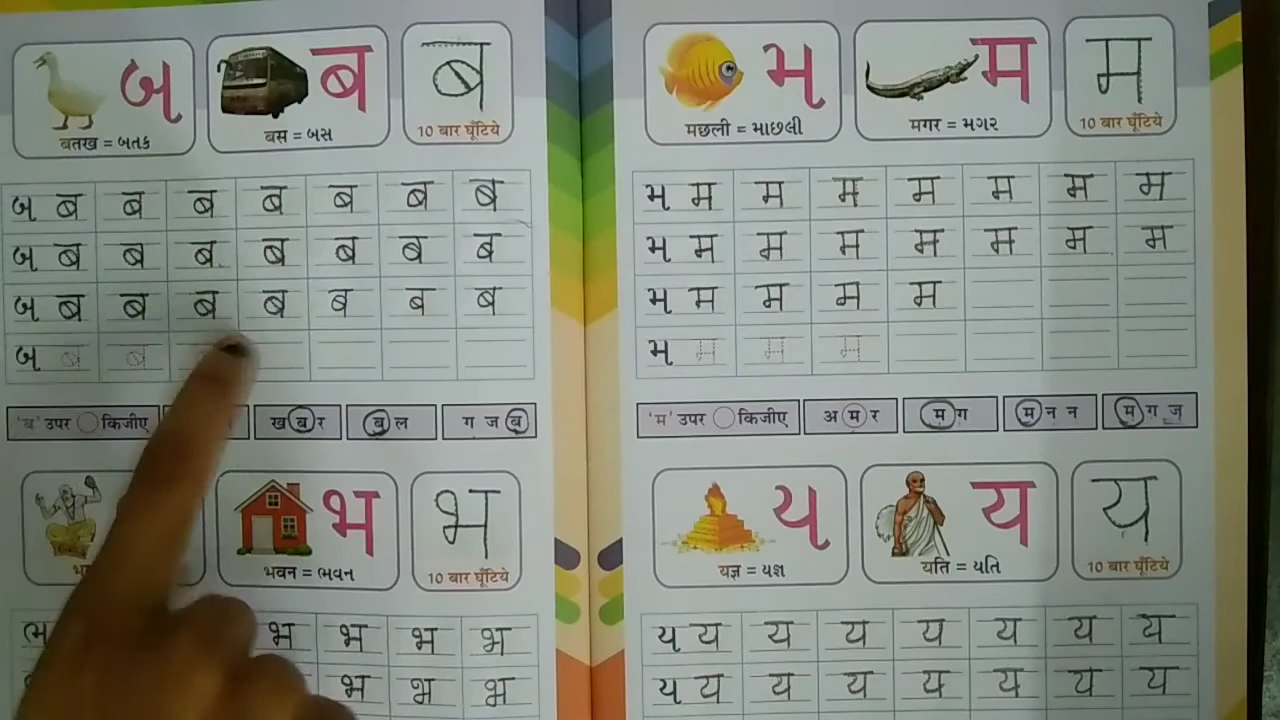 બ ब ब
बतख = બતક बस = બસ 10 बार घूँटिये
બ ब ब ब ब ब ब ब
બ ब ब ब ब ब ब ब
બ ब ब ब ब ब ब ब
બ ब ब
'ब' उपर ◯ किजीए ख ब र ब ल ग ज ब
भ भ
भवन = ભવન 10 बार घूँटिये
ભ भ भ भ भ
भ भ भ
મ म म
मछली = માછલી मगर = મગર 10 बार घूँटिये
મ म म म म म म म
મ म म म म म म म
મ म म म म
મ म म म
'म' उपर ◯ किजीए अ म र म ग म न न म ग ज
ય य य
यज्ञ = યજ્ઞ यति = યતિ 10 बार घूँटिये
ય य य य य य य य
ય य य य य य य य